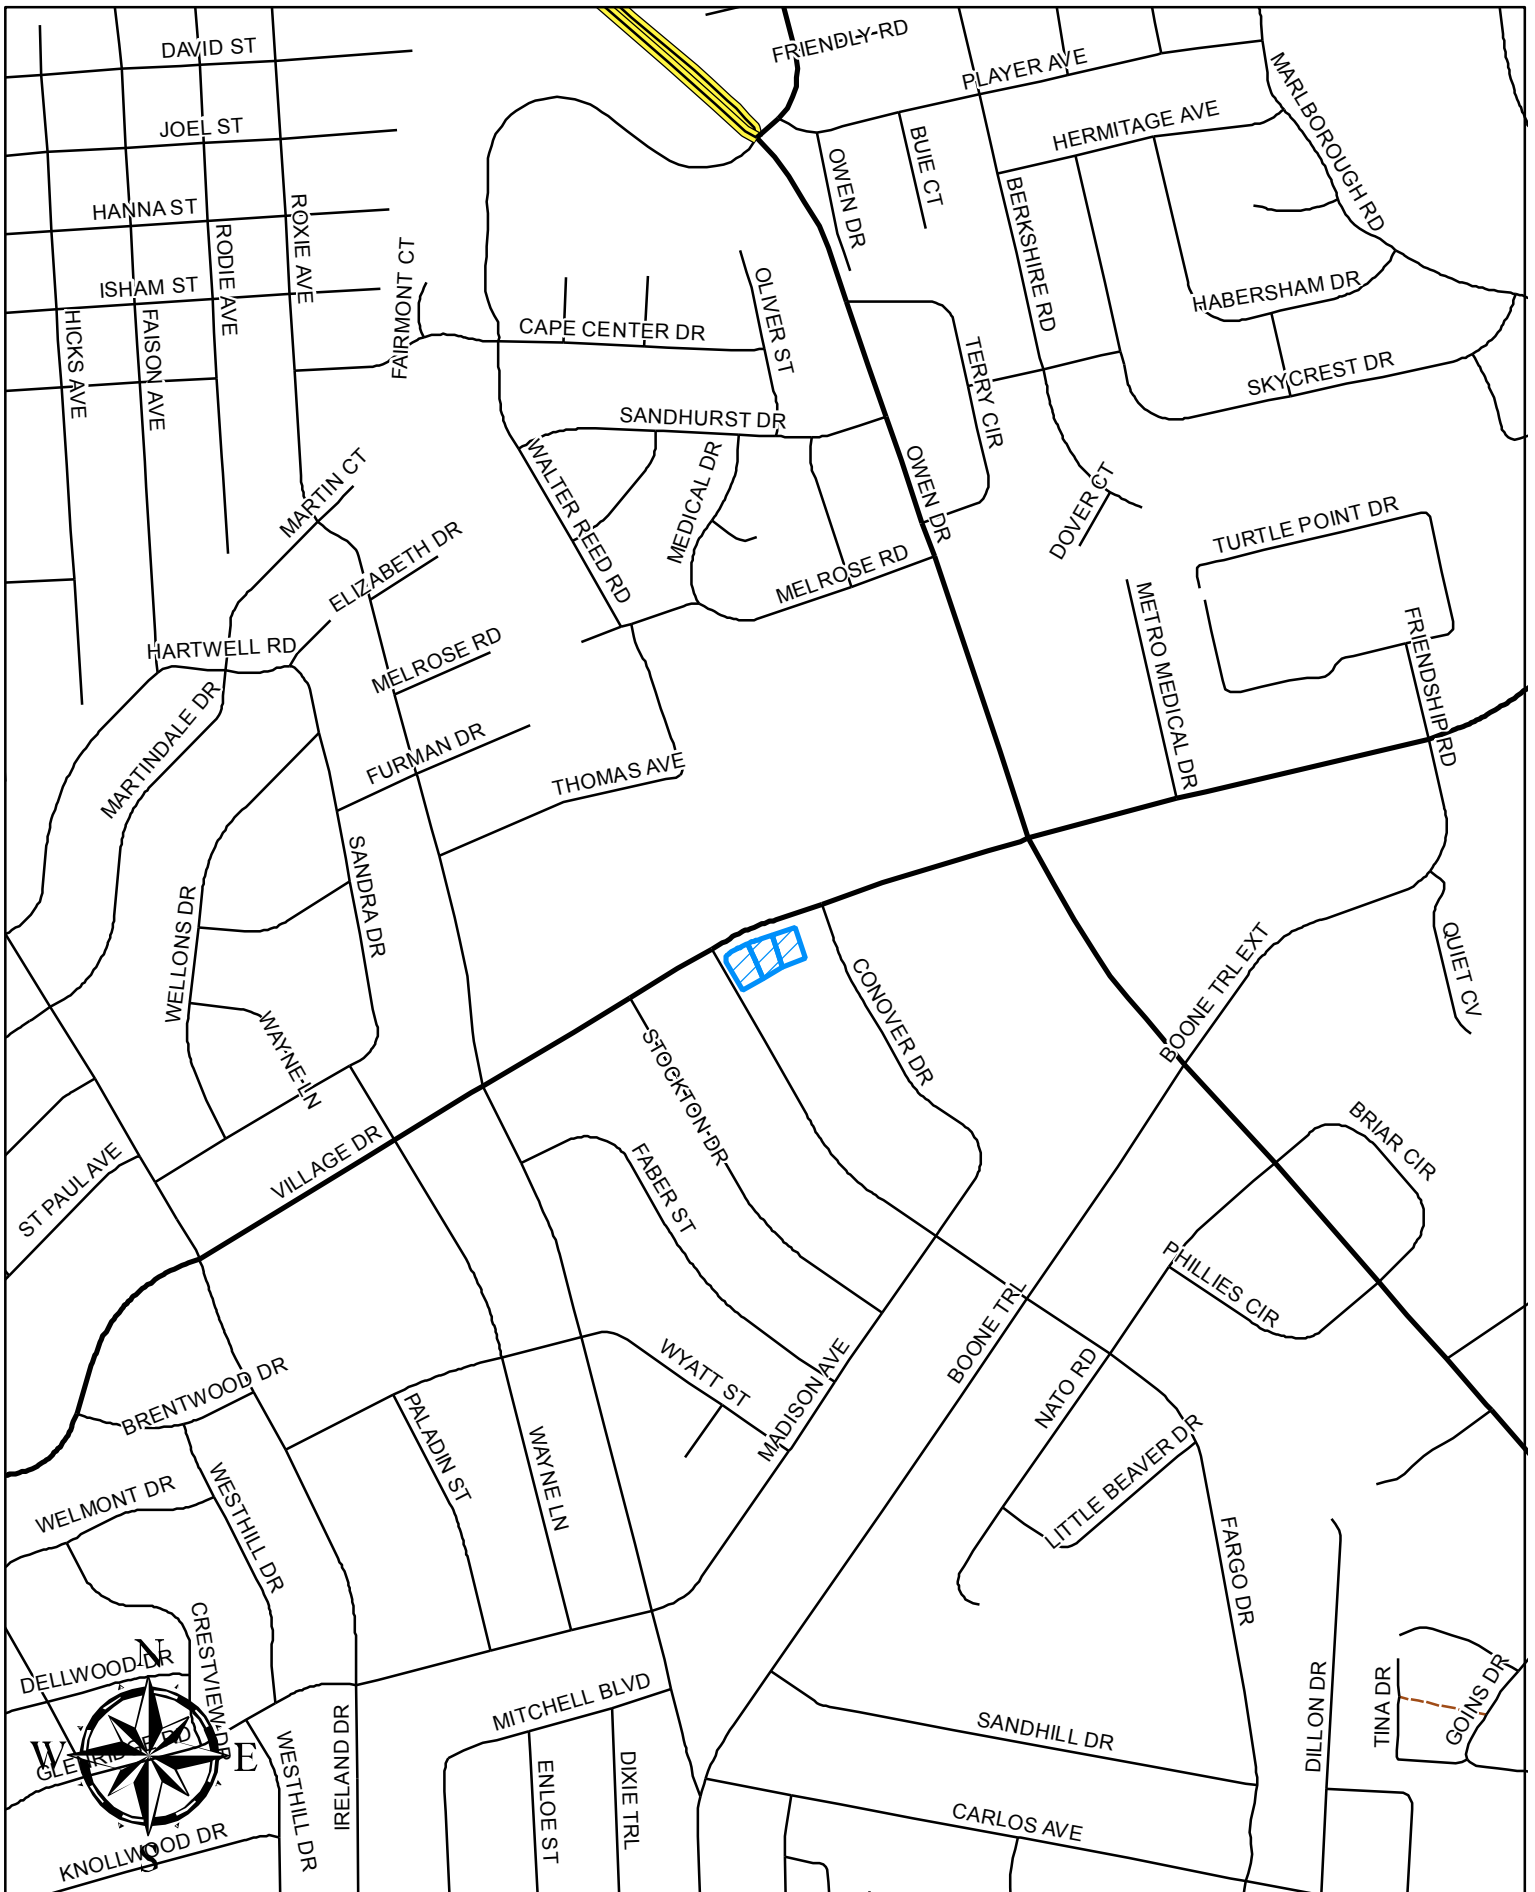 DAVID ST
FRIENDLY RD
PLAYER AVE
MARLBOROUGH RD
JOEL ST
HERMITAGE AVE
BUIE CT
OWEN DR
BERKSHIRE RD
HANNA ST
ROXIE AVE
RODIE AVE
FAIRMONT CT
ISHAM ST
OLIVER ST
HABERSHAM DR
HICKS AVE
FAISON AVE
CAPE CENTER DR
TERRY CIR
SKYCREST DR
SANDHURST DR
WALTER REED RD
MEDICAL DR
OWEN DR
MARTIN CT
DOVER CT
TURTLE POINT DR
ELIZABETH DR
MELROSE RD
METRO MEDICAL DR
FRIENDSHIP RD
HARTWELL RD
MELROSE RD
MARTINDALE DR
FURMAN DR
THOMAS AVE
SANDRA DR
WELLONS DR
CONOVER DR
BOONE TRL EXT
QUIET CV
WAYNE LN
STOCKTON DR
VILLAGE DR
ST PAUL AVE
FABER ST
BRIAR CIR
PHILLIES CIR
BOONE TRL
BRENTWOOD DR
WYATT ST
MADISON AVE
NATO RD
PALADIN ST
WAYNE LN
LITTLE BEAVER DR
WELMONT DR
WESTHILL DR
FARGO DR
CRESTVIEW DR
N
DELLWOOD DR
W
E
S
GLENRIDGE RD
MITCHELL BLVD
SANDHILL DR
DILLON DR
TINA DR
GOINS DR
WESTHILL DR
IRELAND DR
ENLOE ST
DIXIE TRL
CARLOS AVE
KNOLLWOOD DR